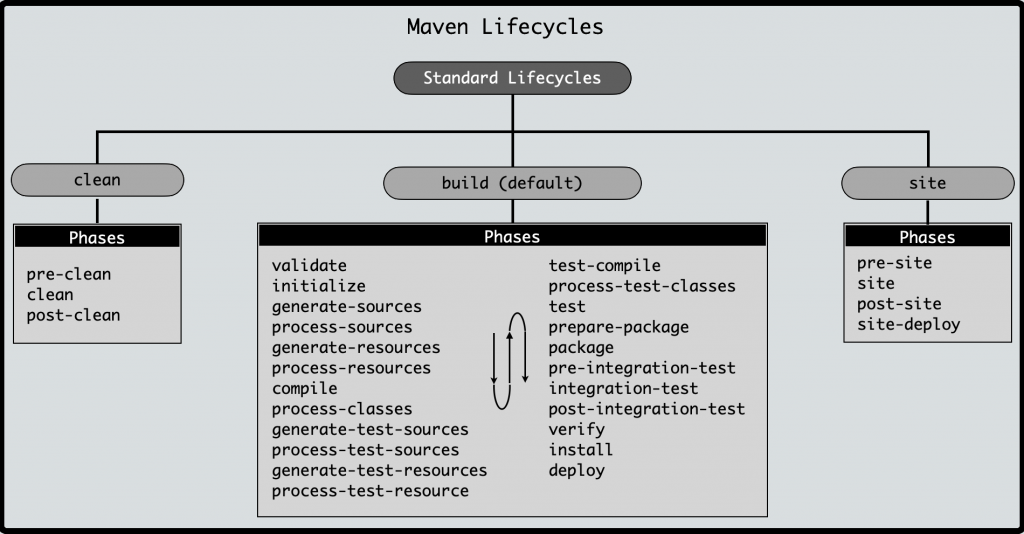 Maven Lifecycles
Standard Lifecycles
clean
Phases
pre-clean
clean
post-clean
build (default)
Phases
validate
initialize
generate-sources
process-sources
generate-resources
process-resources
compile
process-classes
generate-test-sources
process-test-sources
generate-test-resources
process-test-resource
test-compile
process-test-classes
test
prepare-package
package
pre-integration-test
integration-test
post-integration-test
verify
install
deploy
site
Phases
pre-site
site
post-site
site-deploy